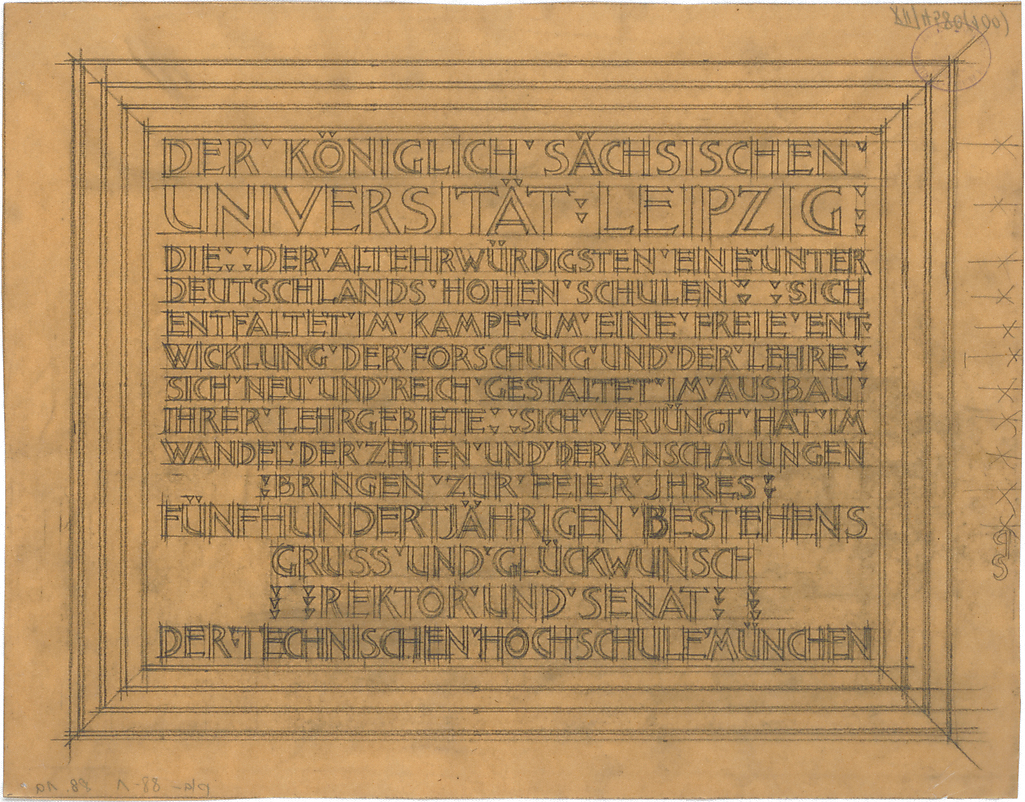 DER KÖNIGLICH SÄCHSISCHEN
UNIVERSITÄT LEIPZIG
DIE DER ALTEHRWÜRDIGSTEN EINE UNTER
DEUTSCHLANDS HOHEN SCHULEN SICH
ENTFALTET IM KAMPF UM EINE FREIE ENT-
WICKLUNG DER FORSCHUNG UND DER LEHRE
SICH NEU UND REICH GESTALTET IM AUSBAU
IHRER LEHRGEBIETE SICH VERJÜNGT HAT IM
WANDEL DER ZEITEN UND DER ANSCHAUUNGEN
BRINGEN ZUR FEIER JHRES
FÜNFHUNDERTJÄHRIGEN BESTEHENS
GRUSS UND GLÜCKWUNSCH
REKTOR UND SENAT
DER TECHNISCHEN HOCHSCHULE MÜNCHEN